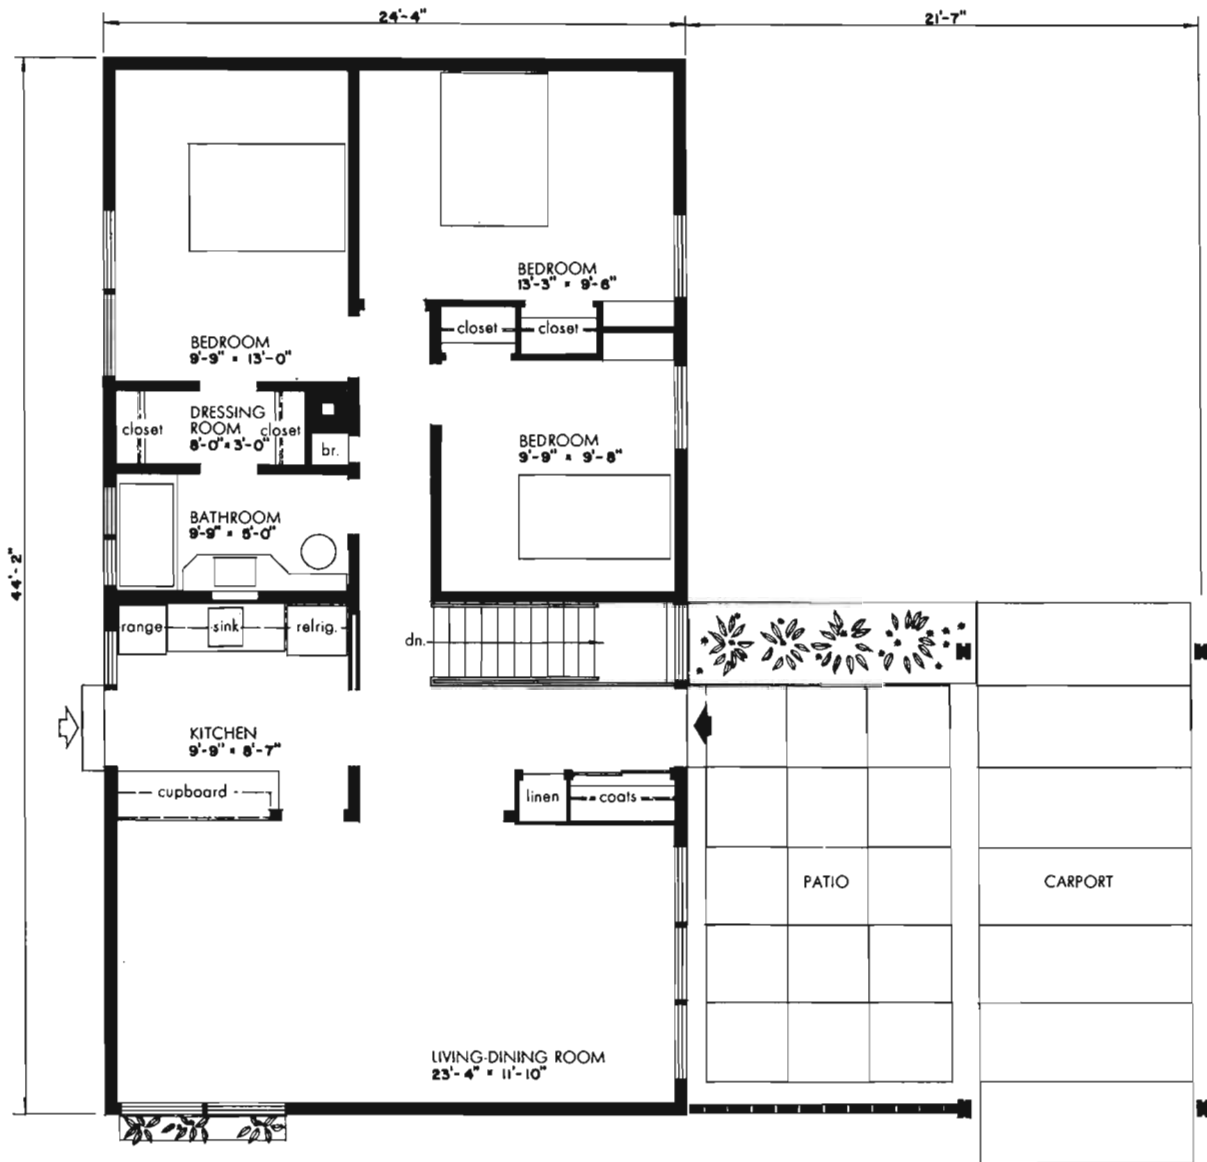 24'-4"
21'-7"
44'-2"
BEDROOM
13'-3" × 9'-6"
closet
closet
BEDROOM
9'-9" × 13'-0"
DRESSING
ROOM
8'-0" × 3'-0"
closet
closet
br.
BEDROOM
9'-9" × 9'-8"
BATHROOM
9'-9" × 5'-0"
range
sink
refrig.
dn.
KITCHEN
9'-9" × 8'-7"
cupboard
linen
coats
PATIO
CARPORT
LIVING-DINING ROOM
23'-4" × 11'-10"